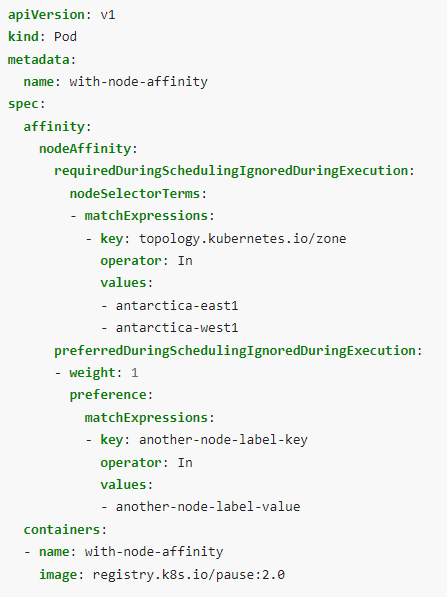 apiVersion: v1
kind: Pod
metadata:
  name: with-node-affinity
spec:
  affinity:
    nodeAffinity:
      requiredDuringSchedulingIgnoredDuringExecution:
        nodeSelectorTerms:
        - matchExpressions:
          - key: topology.kubernetes.io/zone
            operator: In
            values:
            - antarctica-east1
            - antarctica-west1
      preferredDuringSchedulingIgnoredDuringExecution:
      - weight: 1
        preference:
          matchExpressions:
          - key: another-node-label-key
            operator: In
            values:
            - another-node-label-value
  containers:
  - name: with-node-affinity
    image: registry.k8s.io/pause:2.0